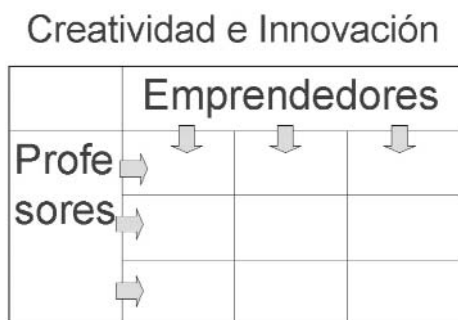 Creatividad e Innovación
Emprendedores
Profe
sores